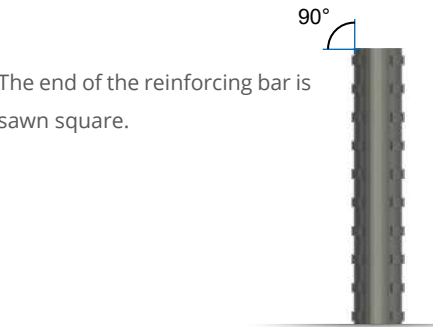 90°
The end of the reinforcing bar is
sawn square.